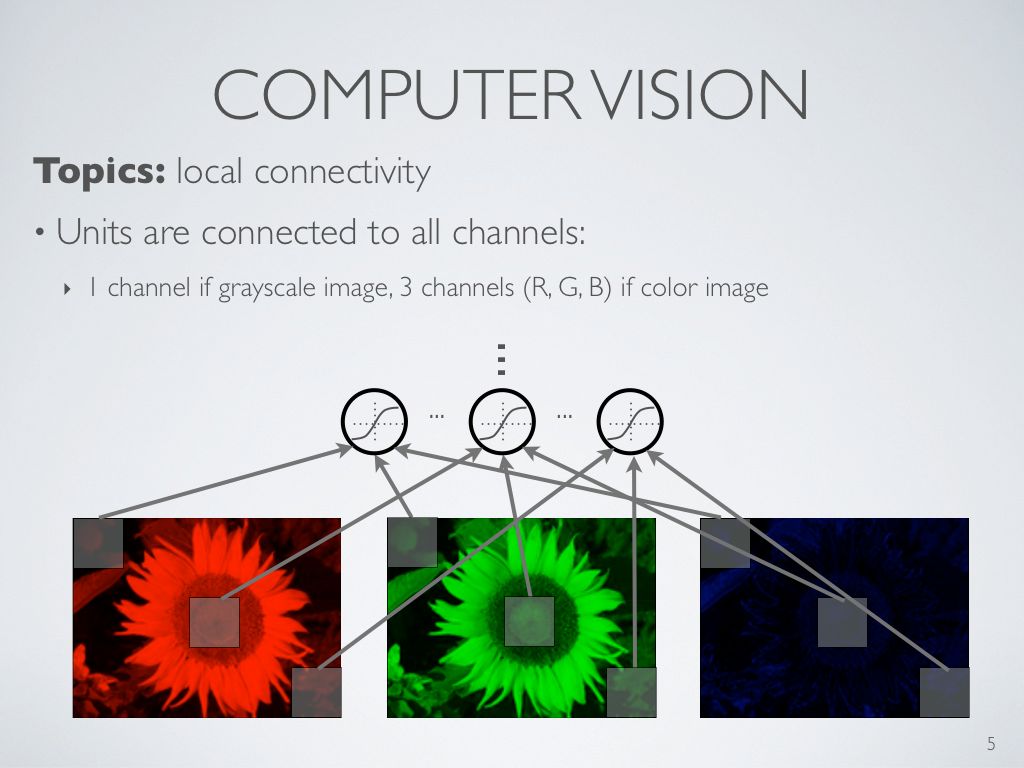 COMPUTER VISION
Topics: local connectivity
• Units are connected to all channels:
‣ 1 channel if grayscale image, 3 channels (R, G, B) if color image
...
... ...
5